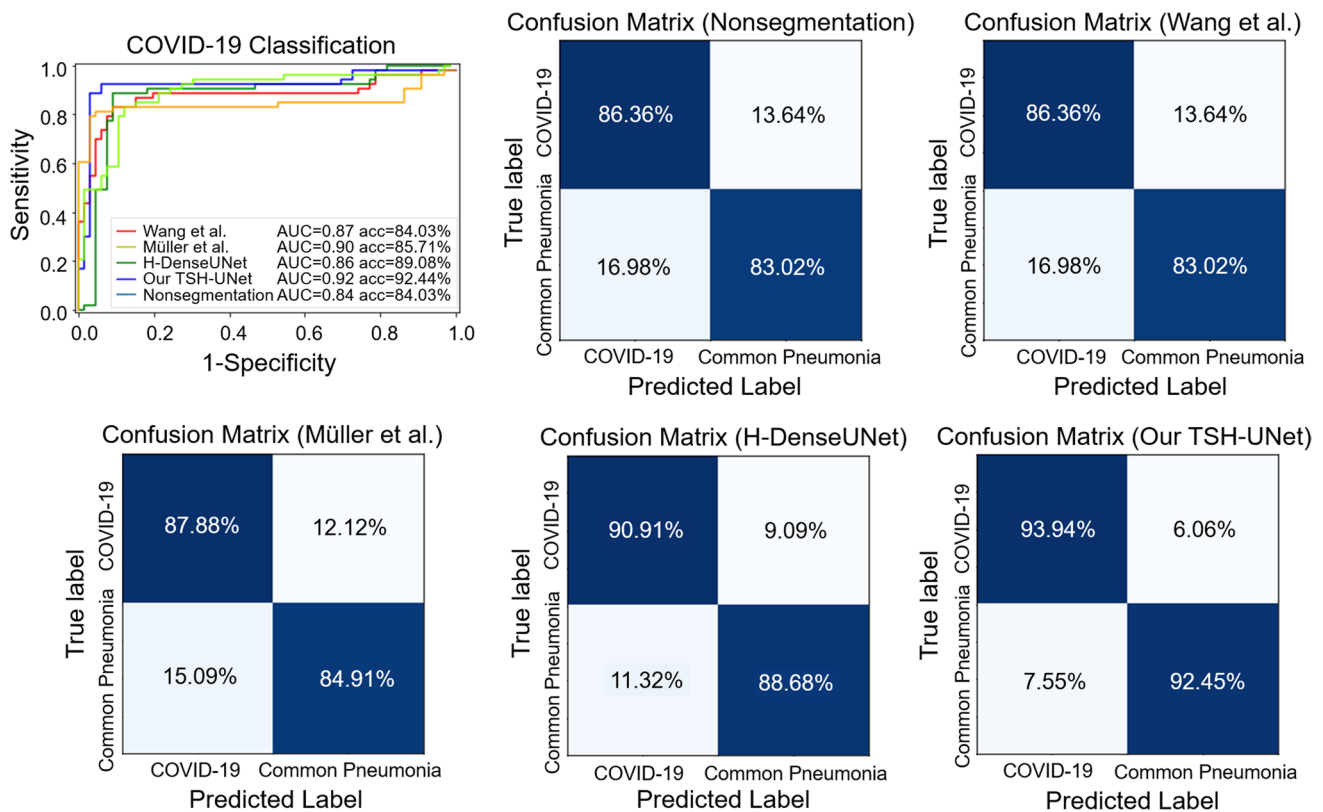 COVID-19 Classification
1.0
0.8
0.6
0.4
0.2
0.0
Sensitivity
Wang et al. AUC=0.87 acc=84.03%
Müller et al. AUC=0.90 acc=85.71%
H-DenseUNet AUC=0.86 acc=89.08%
Our TSH-UNet AUC=0.92 acc=92.44%
Nonsegmentation AUC=0.84 acc=84.03%
0.0 0.2 0.4 0.6 0.8 1.0
1-Specificity
Confusion Matrix (Nonsegmentation)
True label
COVID-19
Common Pneumonia
86.36% 13.64%
16.98% 83.02%
COVID-19 Common Pneumonia
Predicted Label
Confusion Matrix (Wang et al.)
True label
COVID-19
Common Pneumonia
86.36% 13.64%
16.98% 83.02%
COVID-19 Common Pneumonia
Predicted Label
Confusion Matrix (Müller et al.)
True label
COVID-19
Common Pneumonia
87.88% 12.12%
15.09% 84.91%
COVID-19 Common Pneumonia
Predicted Label
Confusion Matrix (H-DenseUNet)
True label
COVID-19
Common Pneumonia
90.91% 9.09%
11.32% 88.68%
COVID-19 Common Pneumonia
Predicted Label
Confusion Matrix (Our TSH-UNet)
True label
COVID-19
Common Pneumonia
93.94% 6.06%
7.55% 92.45%
COVID-19 Common Pneumonia
Predicted Label